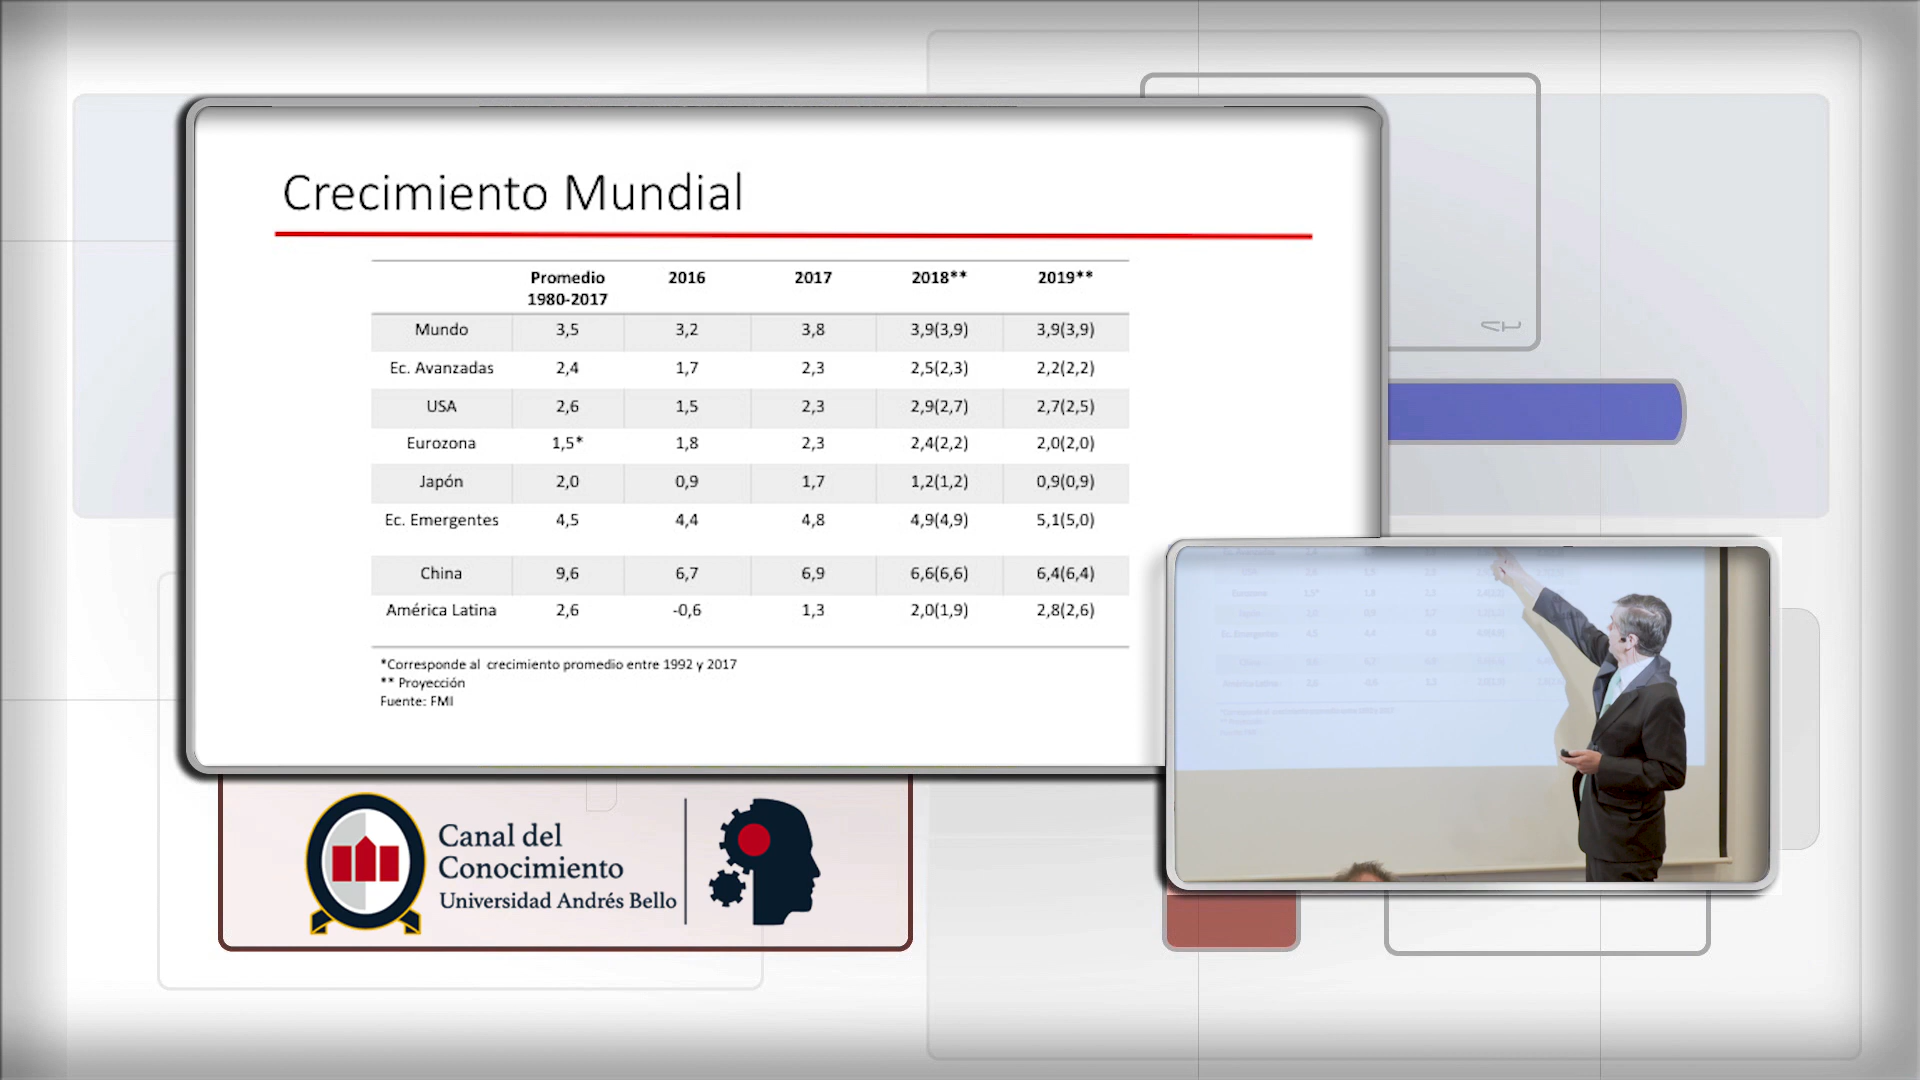 Crecimiento Mundial
Promedio 1980-2017 2016 2017 2018** 2019**
Mundo 3,5 3,2 3,8 3,9(3,9) 3,9(3,9)
Ec. Avanzadas 2,4 1,7 2,3 2,5(2,3) 2,2(2,2)
USA 2,6 1,5 2,3 2,9(2,7) 2,7(2,5)
Eurozona 1,5* 1,8 2,3 2,4(2,2) 2,0(2,0)
Japón 2,0 0,9 1,7 1,2(1,2) 0,9(0,9)
Ec. Emergentes 4,5 4,4 4,8 4,9(4,9) 5,1(5,0)
China 9,6 6,7 6,9 6,6(6,6) 6,4(6,4)
América Latina 2,6 -0,6 1,3 2,0(1,9) 2,8(2,6)
*Corresponde al crecimiento promedio entre 1992 y 2017
** Proyección
Fuente: FMI
Canal del
Conocimiento
Universidad Andrés Bello